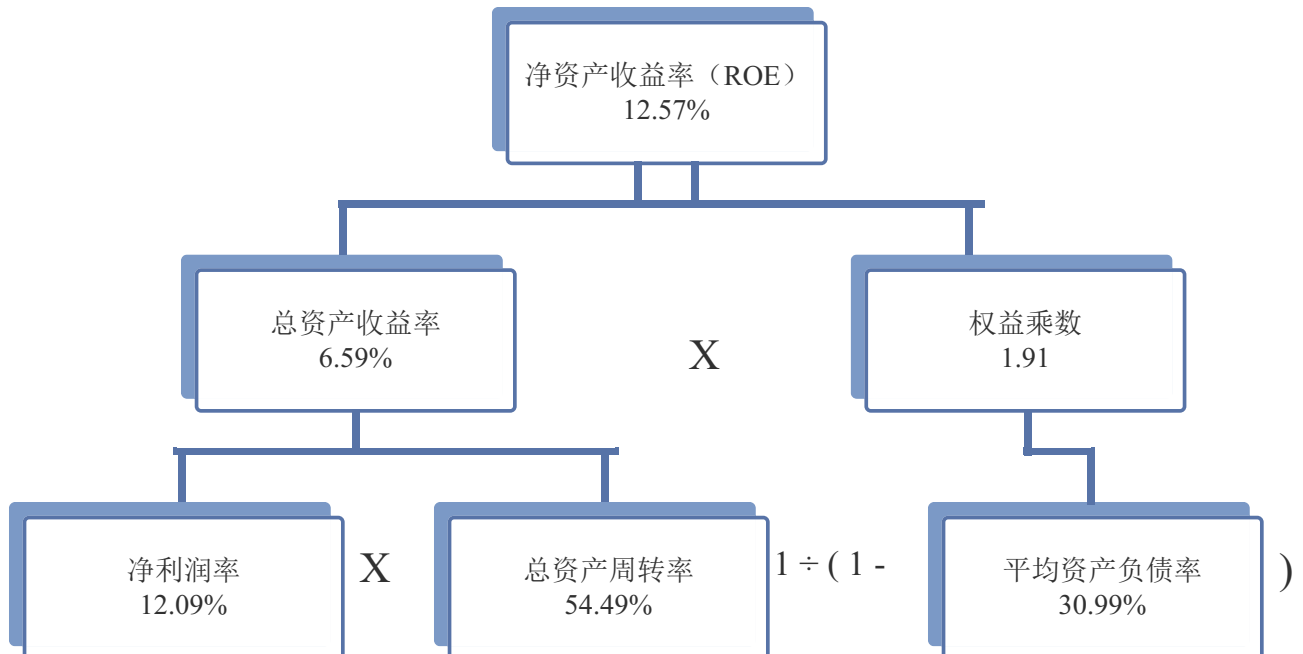 净资产收益率（ROE）
12.57%
总资产收益率
6.59%
X
权益乘数
1.91
净利润率
12.09%
X
总资产周转率
54.49%
1 ÷ ( 1 -
平均资产负债率
30.99%
)